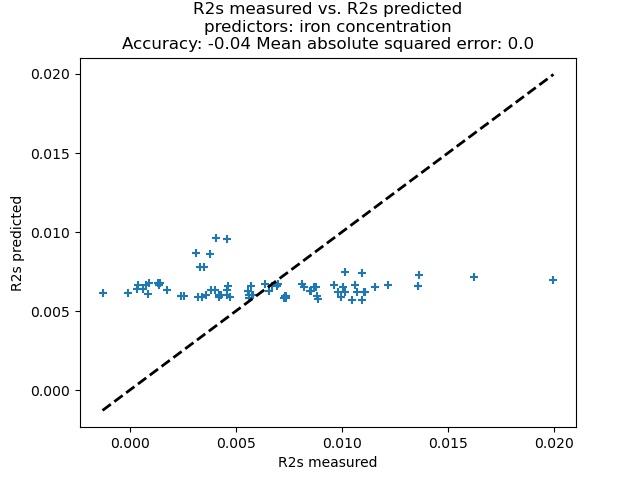 R2s measured vs. R2s predicted
predictors: iron concentration
Accuracy: -0.04 Mean absolute squared error: 0.0
0.020
0.015
0.010
0.005
0.000
R2s predicted
0.000 0.005 0.010 0.015 0.020
R2s measured